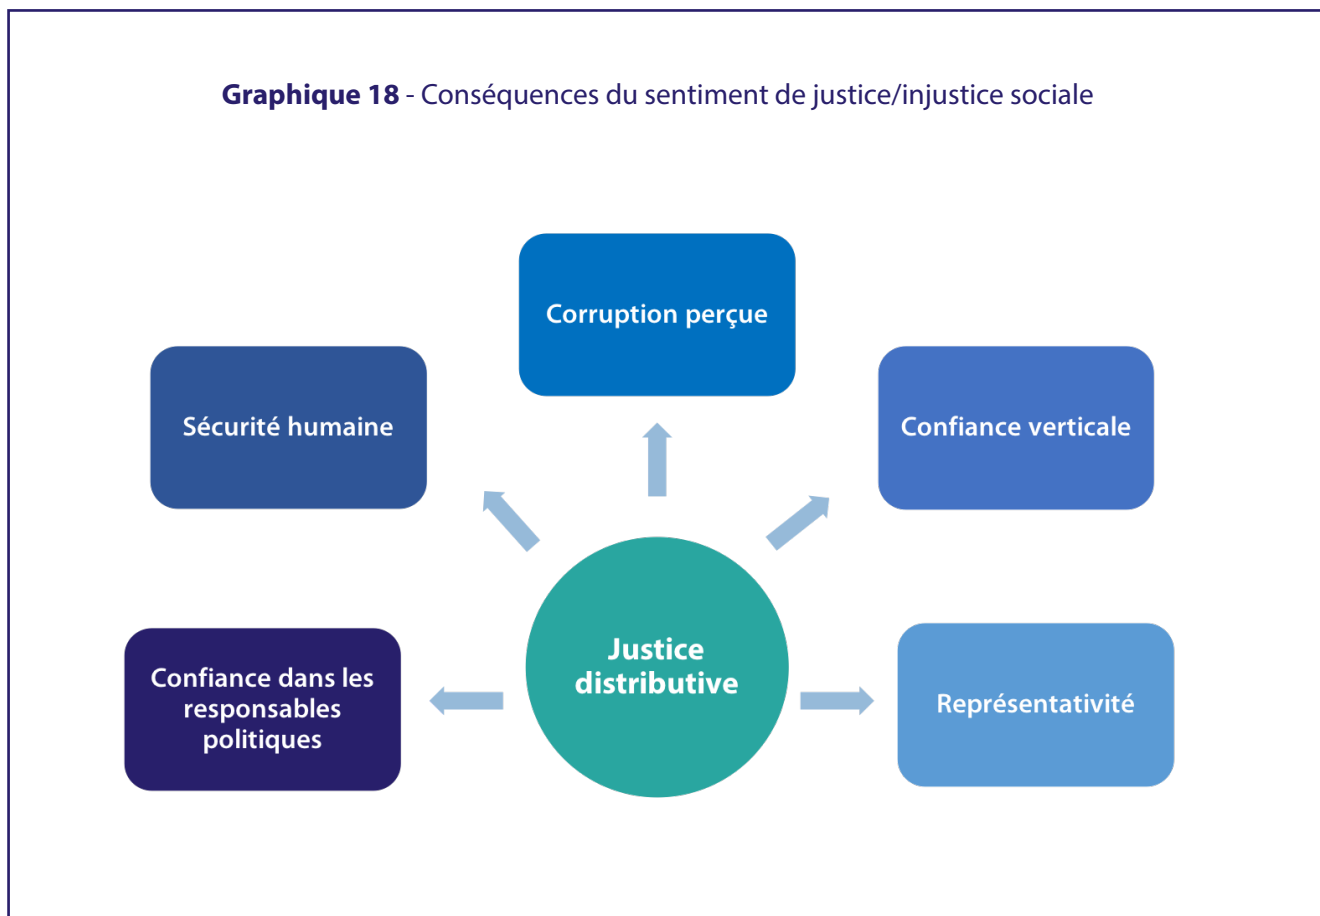 Graphique 18 - Conséquences du sentiment de justice/injustice sociale
Corruption perçue
Sécurité humaine
Confiance verticale
Justice
distributive
Confiance dans les
responsables
politiques
Représentativité